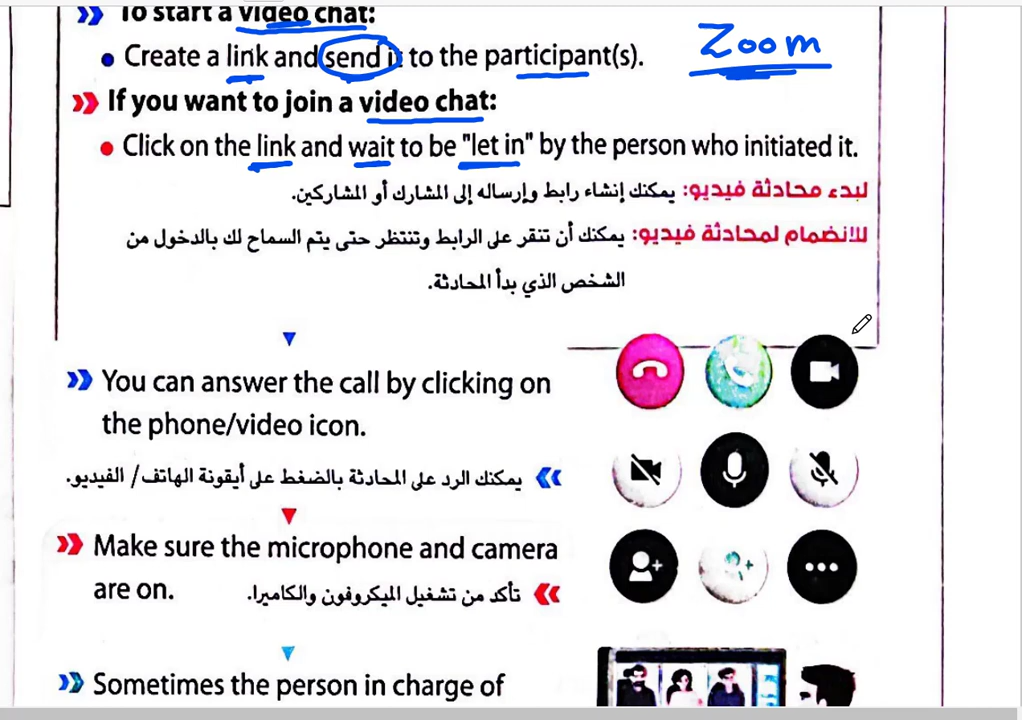 To start a video chat:
Create a link and send it to the participant(s).
Zoom
If you want to join a video chat:
Click on the link and wait to be "let in" by the person who initiated it.
لبدء محادثة فيديو: يمكنك إنشاء رابط وإرساله إلى المشارك أو المشاركين.
للانضمام لمحادثة فيديو: يمكنك أن تنقر على الرابط وتنتظر حتى يتم السماح لك بالدخول من
الشخص الذي بدأ المحادثة.
You can answer the call by clicking on
the phone/video icon.
يمكنك الرد على المحادثة بالضغط على أيقونة الهاتف/ الفيديو.
Make sure the microphone and camera
are on.
تأكد من تشغيل الميكروفون والكاميرا.
Sometimes the person in charge of